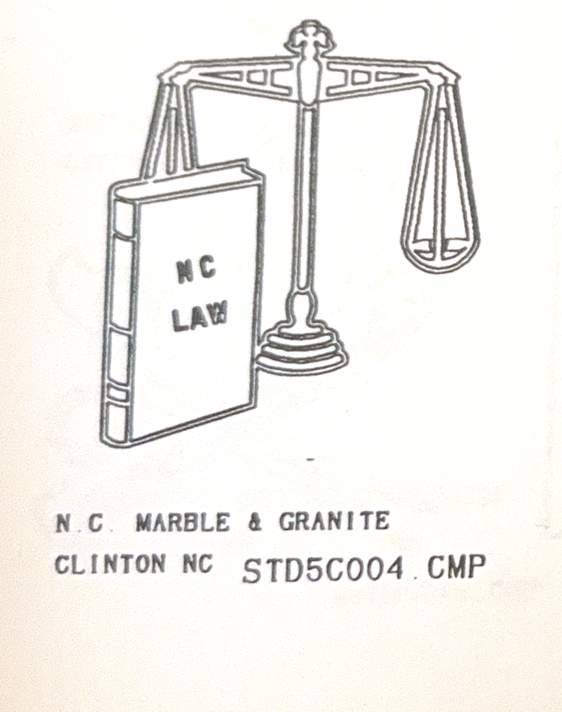 NC
LAW
N.C. MARBLE & GRANITE
CLINTON NC STD5C004.CMP